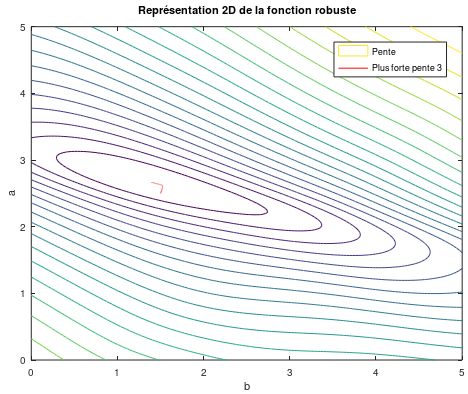 Représentation 2D de la fonction robuste
Pente
Plus forte pente 3
5
4
3
2
1
0
a
0 1 2 3 4 5
b